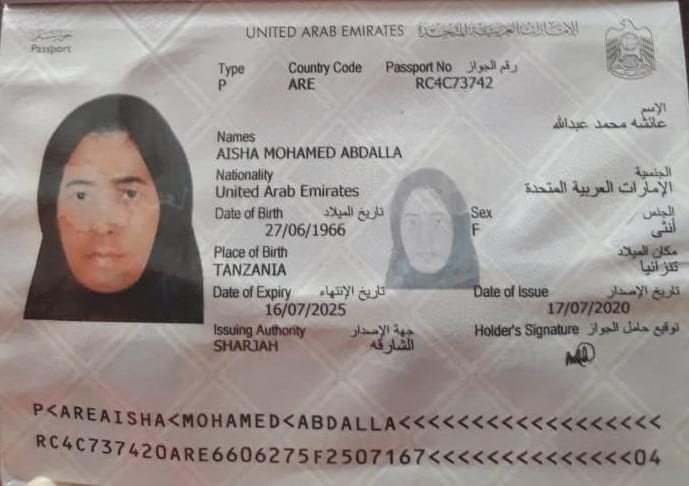 UNITED ARAB EMIRATES الإمارات العربية المتحدة
جواز سفر
Passport
Type Country Code Passport No رقم الجواز
P ARE RC4C73742
الإسم
عائشه محمد عبدالله
Names
AISHA MOHAMED ABDALLA
Nationality الجنسية
United Arab Emirates الإمارات العربية المتحدة
Date of Birth تاريخ الميلاد Sex الجنس
27/06/1966 F أنثى
Place of Birth مكان الميلاد
TANZANIA تنزانيا
Date of Expiry تاريخ الإنتهاء Date of Issue تاريخ الإصدار
16/07/2025 17/07/2020
Issuing Authority جهة الإصدار Holder's Signature توقيع حامل الجواز
SHARJAH الشارقه
P<AREAISHA<MOHAMED<ABDALLA<<<<<<<<<<<<<<<<<<
RC4C737420ARE6606275F2507167<<<<<<<<<<<<<<04